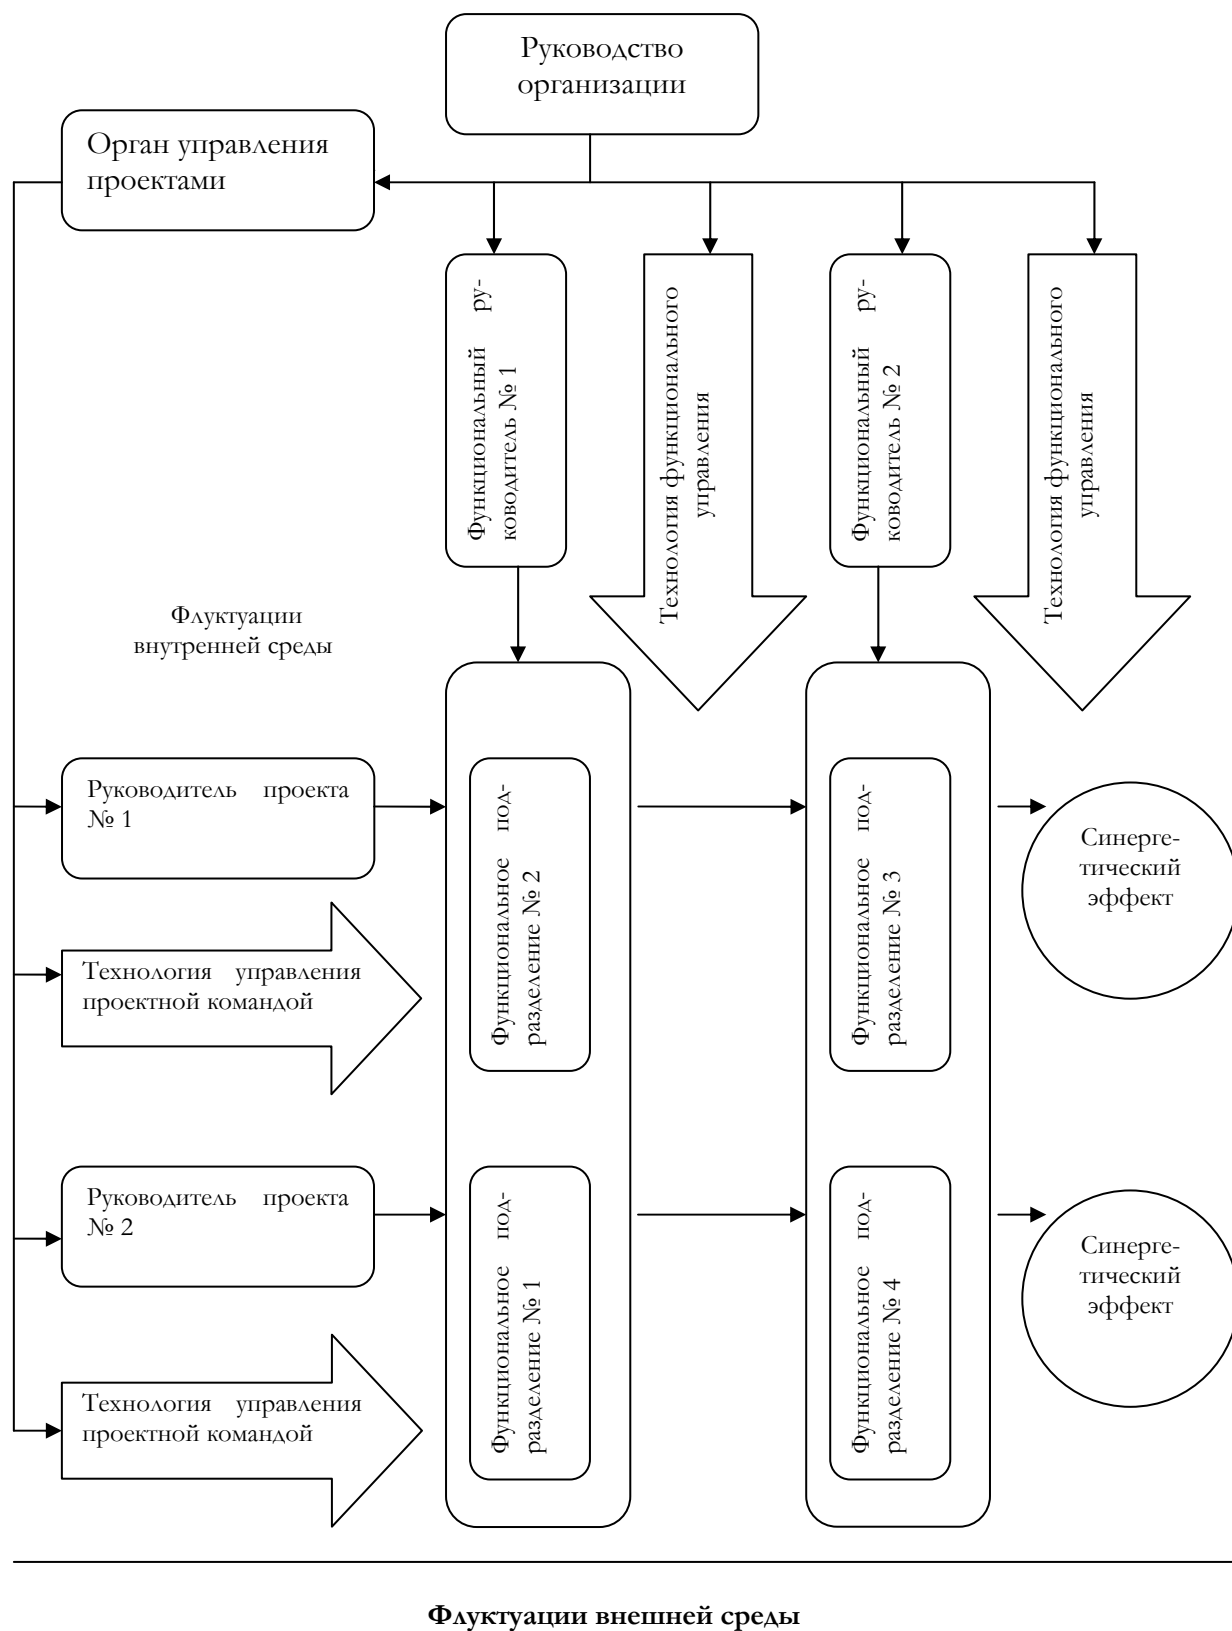 Руководство
организации
Орган управления
проектами
Функциональный ру-
ководитель № 1
Технология функционального
управления
Функциональный ру-
ководитель № 2
Технология функционального
управления
Флуктуации
внутренней среды
Руководитель проекта
№ 1
Функциональное под-
разделение № 2
Функциональное под-
разделение № 3
Синерге-
тический
эффект
Технология управления
проектной командой
Руководитель проекта
№ 2
Функциональное под-
разделение № 1
Функциональное под-
разделение № 4
Синерге-
тический
эффект
Технология управления
проектной командой
Флуктуации внешней среды